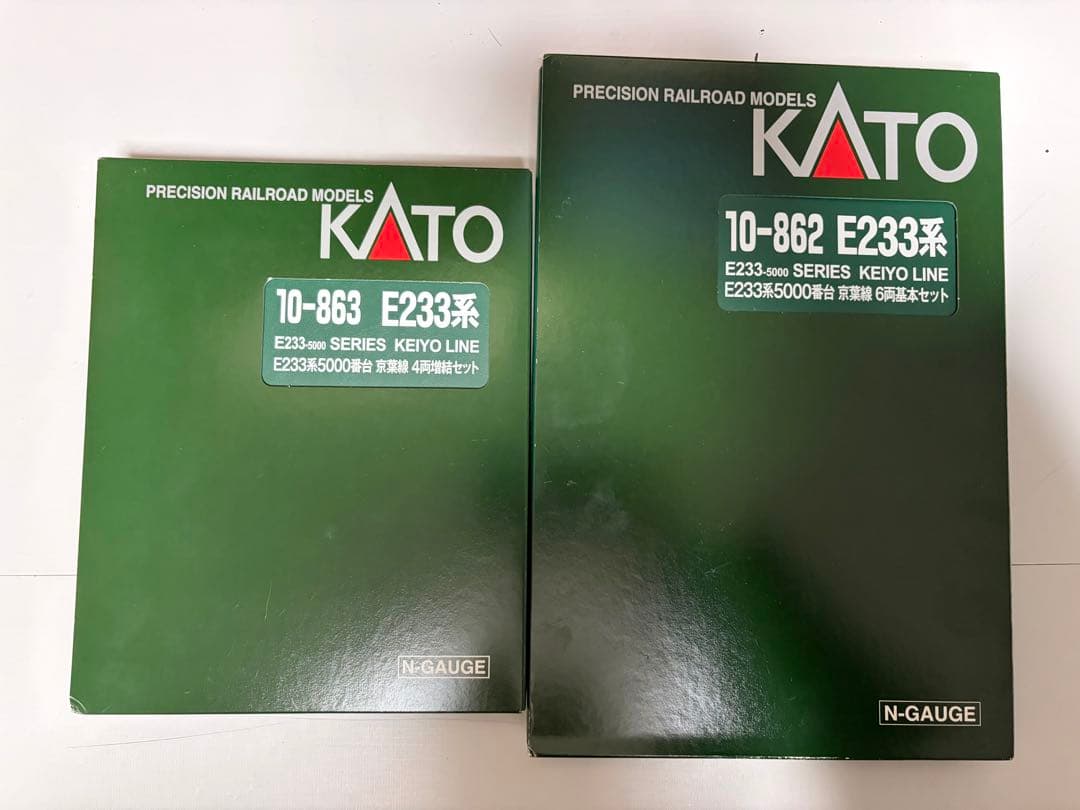 PRECISION RAILROAD MODELS
KATO
10-863 E233系
E233-5000 SERIES KEIYO LINE
E233系5000番台 京葉線 4両増結セット
N-GAUGE
PRECISION RAILROAD MODELS
KATO
10-862 E233系
E233-5000 SERIES KEIYO LINE
E233系5000番台 京葉線 6両基本セット
N-GAUGE